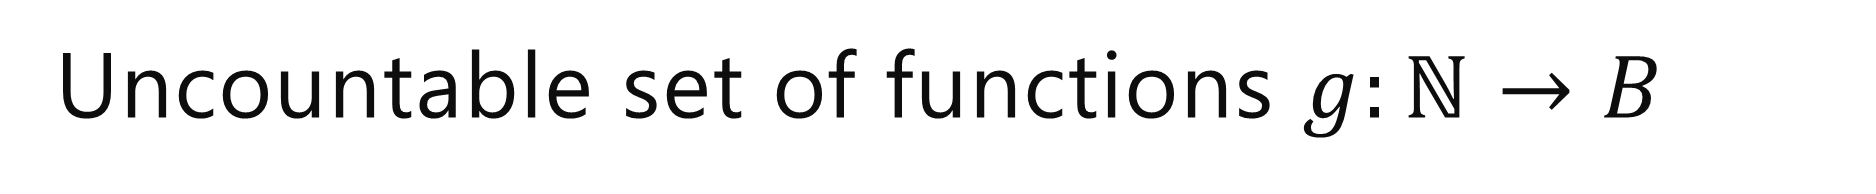 Uncountable set of functions 𝑔: ℕ → 𝐵